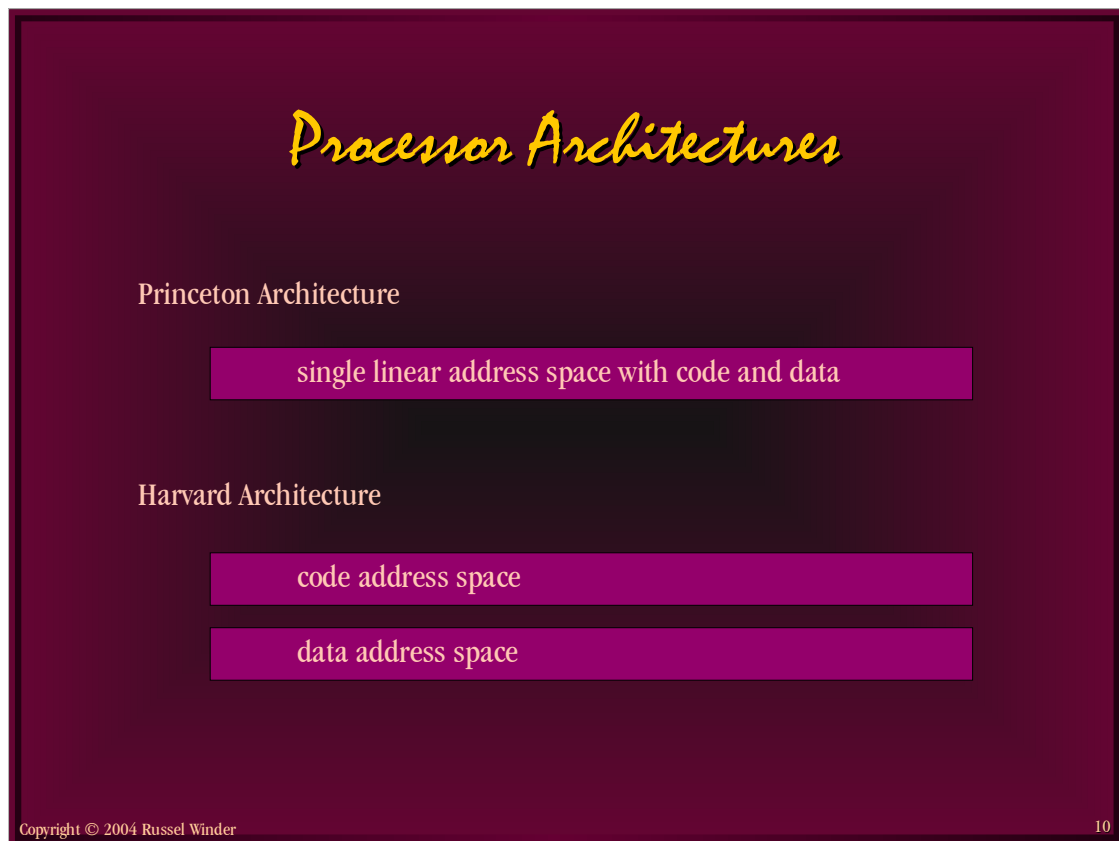 Processor Architectures
Princeton Architecture
single linear address space with code and data
Harvard Architecture
code address space
data address space
Copyright © 2004 Russel Winder
10